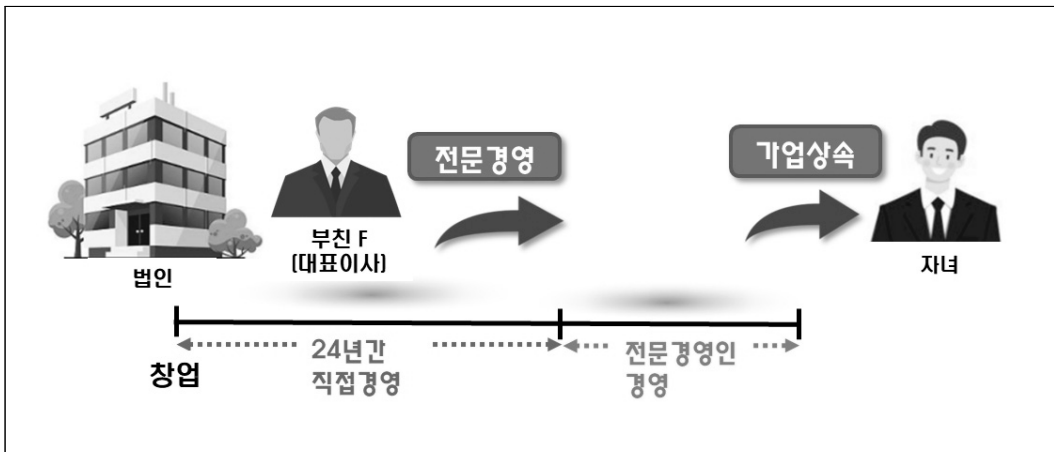 전문경영
가업상속
법인
부친 F
(대표이사)
자녀
창업
24년간
직접경영
전문경영인
경영